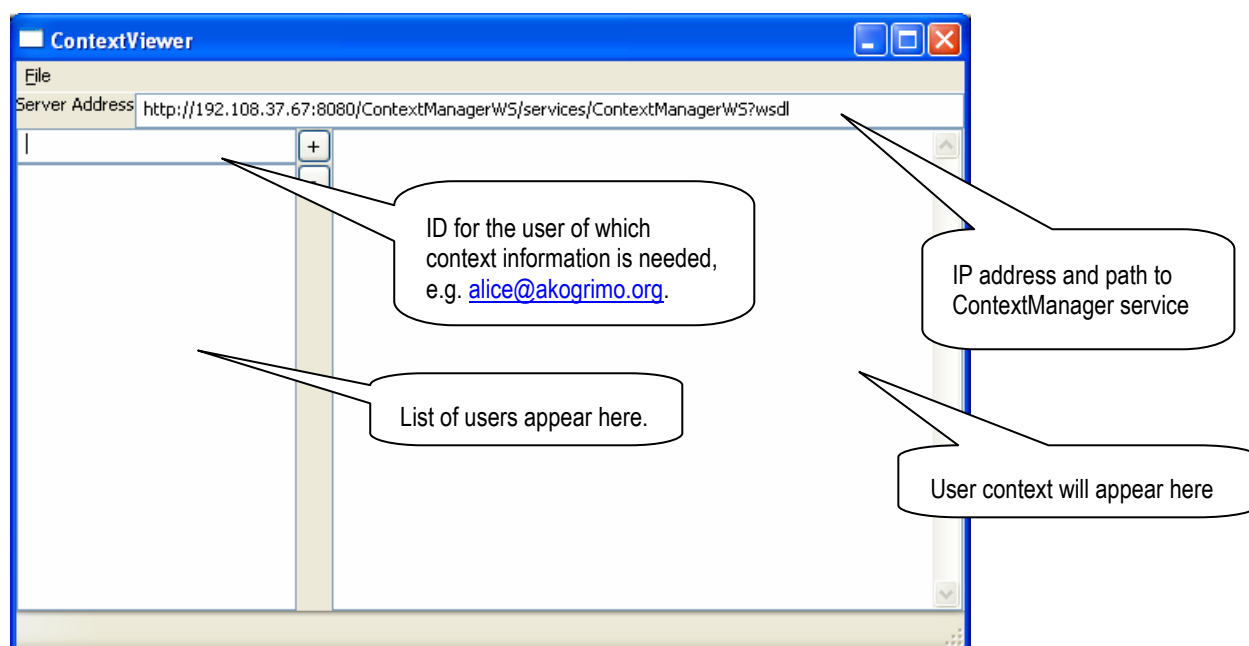 ContextViewer
File
Server Address http://192.108.37.67:8080/ContextManagerWS/services/ContextManagerWS?wsdl
+
ID for the user of which
context information is needed,
e.g. alice@akogrimo.org.
IP address and path to
ContextManager service
List of users appear here.
User context will appear here